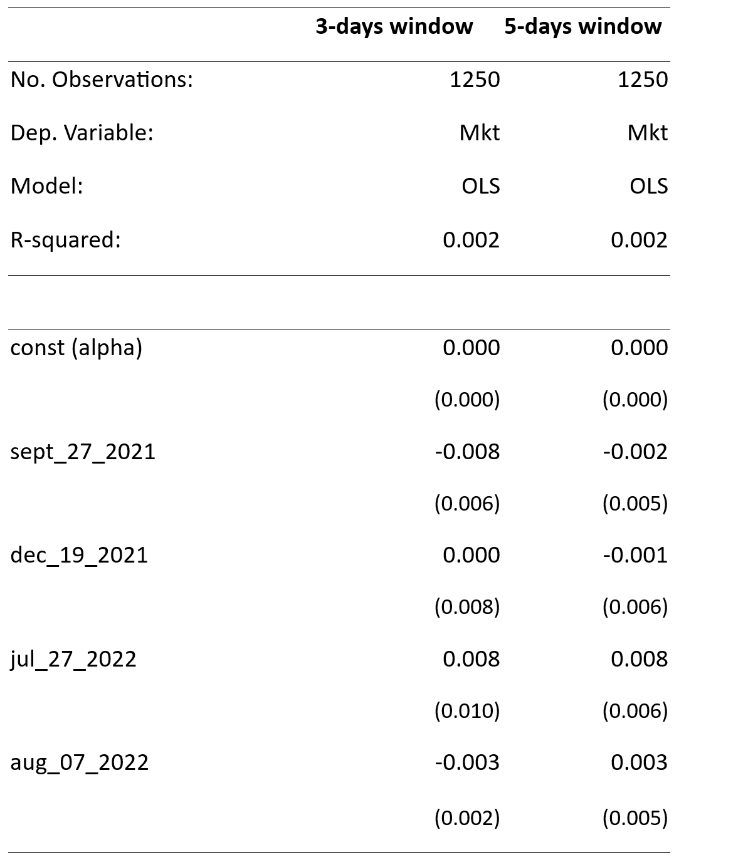 3-days window 5-days window
No. Observations: 1250 1250
Dep. Variable: Mkt Mkt
Model: OLS OLS
R-squared: 0.002 0.002
const (alpha) 0.000 0.000
(0.000) (0.000)
sept_27_2021 -0.008 -0.002
(0.006) (0.005)
dec_19_2021 0.000 -0.001
(0.008) (0.006)
jul_27_2022 0.008 0.008
(0.010) (0.006)
aug_07_2022 -0.003 0.003
(0.002) (0.005)